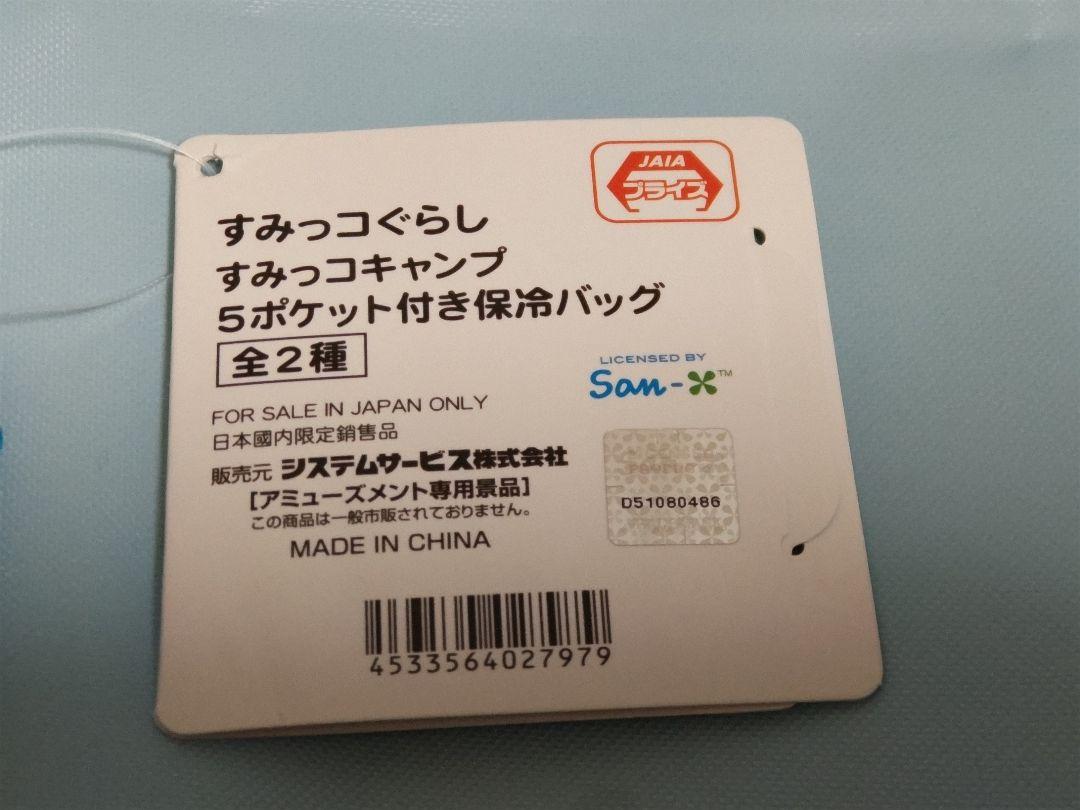 JAIA
プライズ
すみっコぐらし
すみっコキャンプ
5ポケット付き保冷バッグ
全2種
LICENSED BY
San-X™
FOR SALE IN JAPAN ONLY
日本國内限定銷售品
販売元 システムサービス株式会社
[アミューズメント専用景品]
この商品は一般市販されておりません。
MADE IN CHINA
D51080486
4533564027979